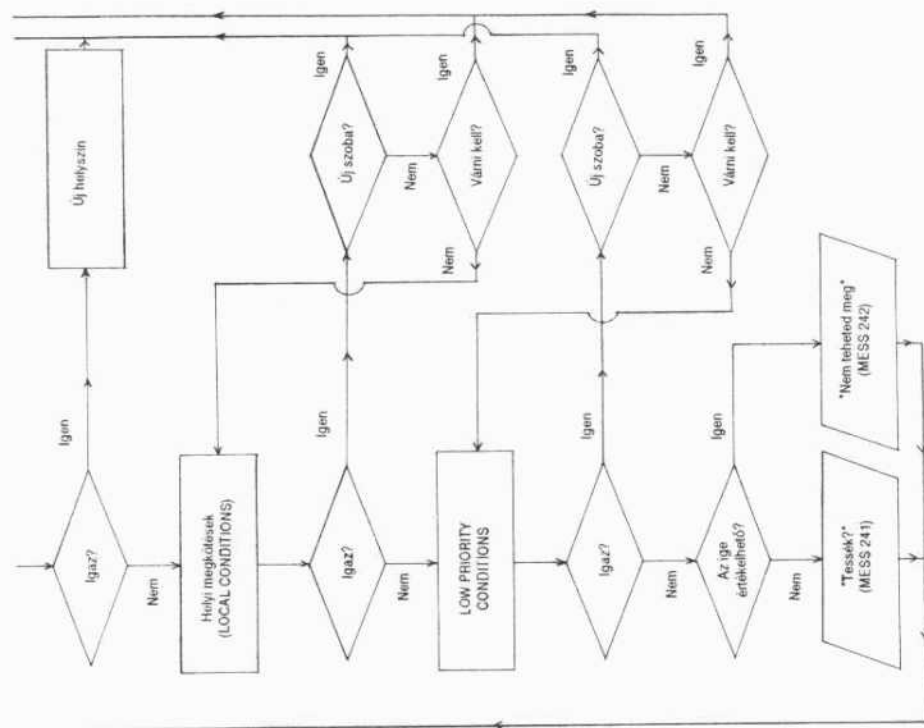 Igaz?
Igen
Új helyszín
Nem
Helyi megkötések
(LOCAL CONDITIONS)
Igaz?
Igen
Új szoba?
Igen
Nem
Várni kell?
Igen
Nem
Nem
LOW PRIORITY
CONDITIONS
Igaz?
Igen
Új szoba?
Igen
Nem
Várni kell?
Igen
Nem
Nem
Az ige
értékelhető?
Igen
Nem
"Tessék?"
(MESS 241)
"Nem teheted meg"
(MESS 242)